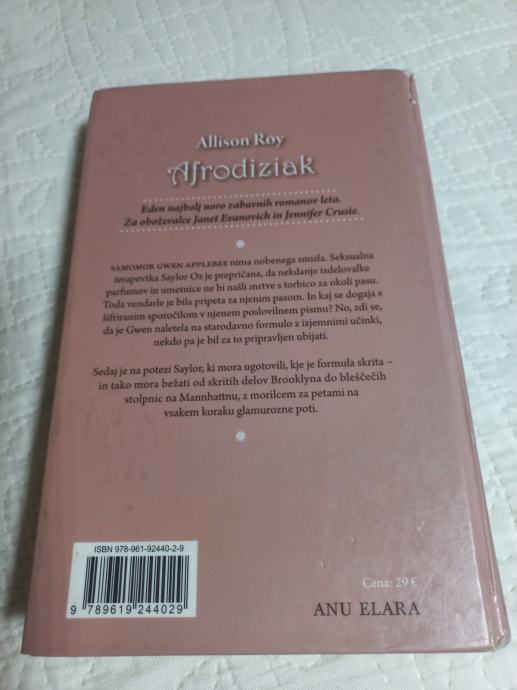 Allison Roy
Afrodiziak
Eden najbolj noro zabavnih romanov leta.
Za oboževalce Janet Evanovich in Jennifer Crusie.
SAMOMOR GWEN APPLEBEE nima nobenega smisla. Seksualna
terapevtka Saylor Oz je prepričana, da nekdanje izdelovalke
parfumov in umetnice ne bi našli mrtve s torbico za okoli pasu.
Toda vendarle je bila pripeta za njenim pasom. In kaj se dogaja s
šifriranim sporočilom v njenem poslovilnem pismu? No, zdi se,
da je Gwen naletela na starodavno formulo z izjemnimi učinki,
nekdo pa je bil za to pripravljen ubijati.
Sedaj je na potezi Saylor, ki mora ugotoviti, kje je formula skrita –
in tako mora bežati od skritih delov Brooklyna do bleščečih
stolpnic na Mannhattnu, z morilcem za petami na
vsakem koraku glamurozne poti.
ISBN 978-961-92440-2-9
9 789619 244029
Cena: 29 €
ANU ELARA